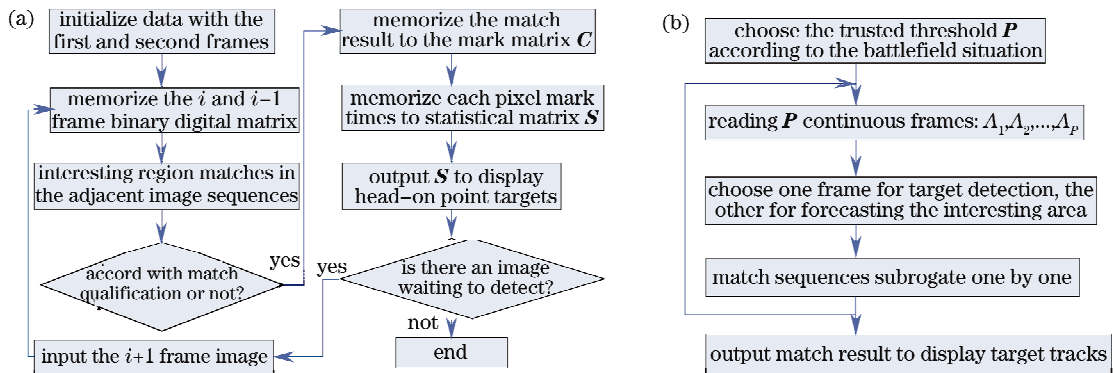 (a)
initialize data with the
first and second frames
memorize the i and i−1
frame binary digital matrix
interesting region matches in
the adjacent image sequences
accord with match
qualification or not?
yes
input the i+1 frame image
memorize the match
result to the mark matrix C
memorize each pixel mark
times to statistical matrix S
output S to display
head−on point targets
is there an image
waiting to detect?
yes
not
end
(b)
choose the trusted threshold P
according to the battlefield situation
reading P continuous frames: Λ₁,Λ₂,...,Λ_P
choose one frame for target detection, the
other for forecasting the interesting area
match sequences subrogate one by one
output match result to display target tracks